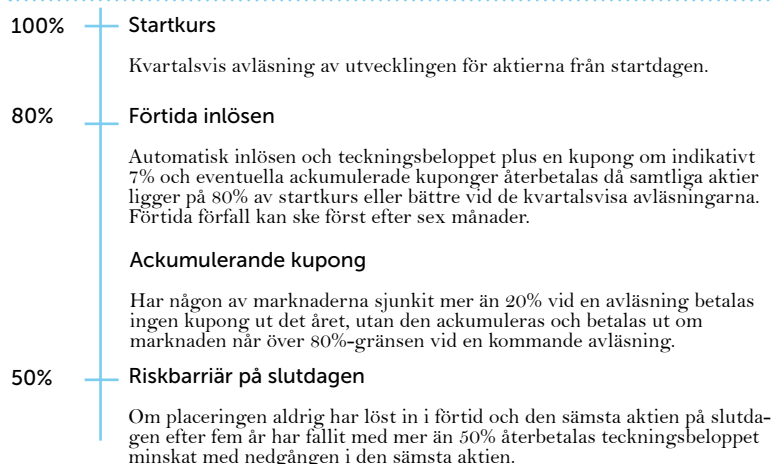 100% Startkurs
Kvartalsvis avläsning av utvecklingen för aktierna från startdagen.
80% Förtida inlösen
Automatisk inlösen och teckningsbeloppet plus en kupong om indikativt
7% och eventuella ackumulerade kuponger återbetalas då samtliga aktier
ligger på 80% av startkurs eller bättre vid de kvartalsvisa avläsningarna.
Förtida förfall kan ske först efter sex månader.
Ackumulerande kupong
Har någon av marknaderna sjunkit mer än 20% vid en avläsning betalas
ingen kupong ut det året, utan den ackumuleras och betalas ut om
marknaden når över 80%-gränsen vid en kommande avläsning.
50% Riskbarriär på slutdagen
Om placeringen aldrig har löst in i förtid och den sämsta aktien på slutda-
gen efter fem år har fallit med mer än 50% återbetalas teckningsbeloppet
minskat med nedgången i den sämsta aktien.